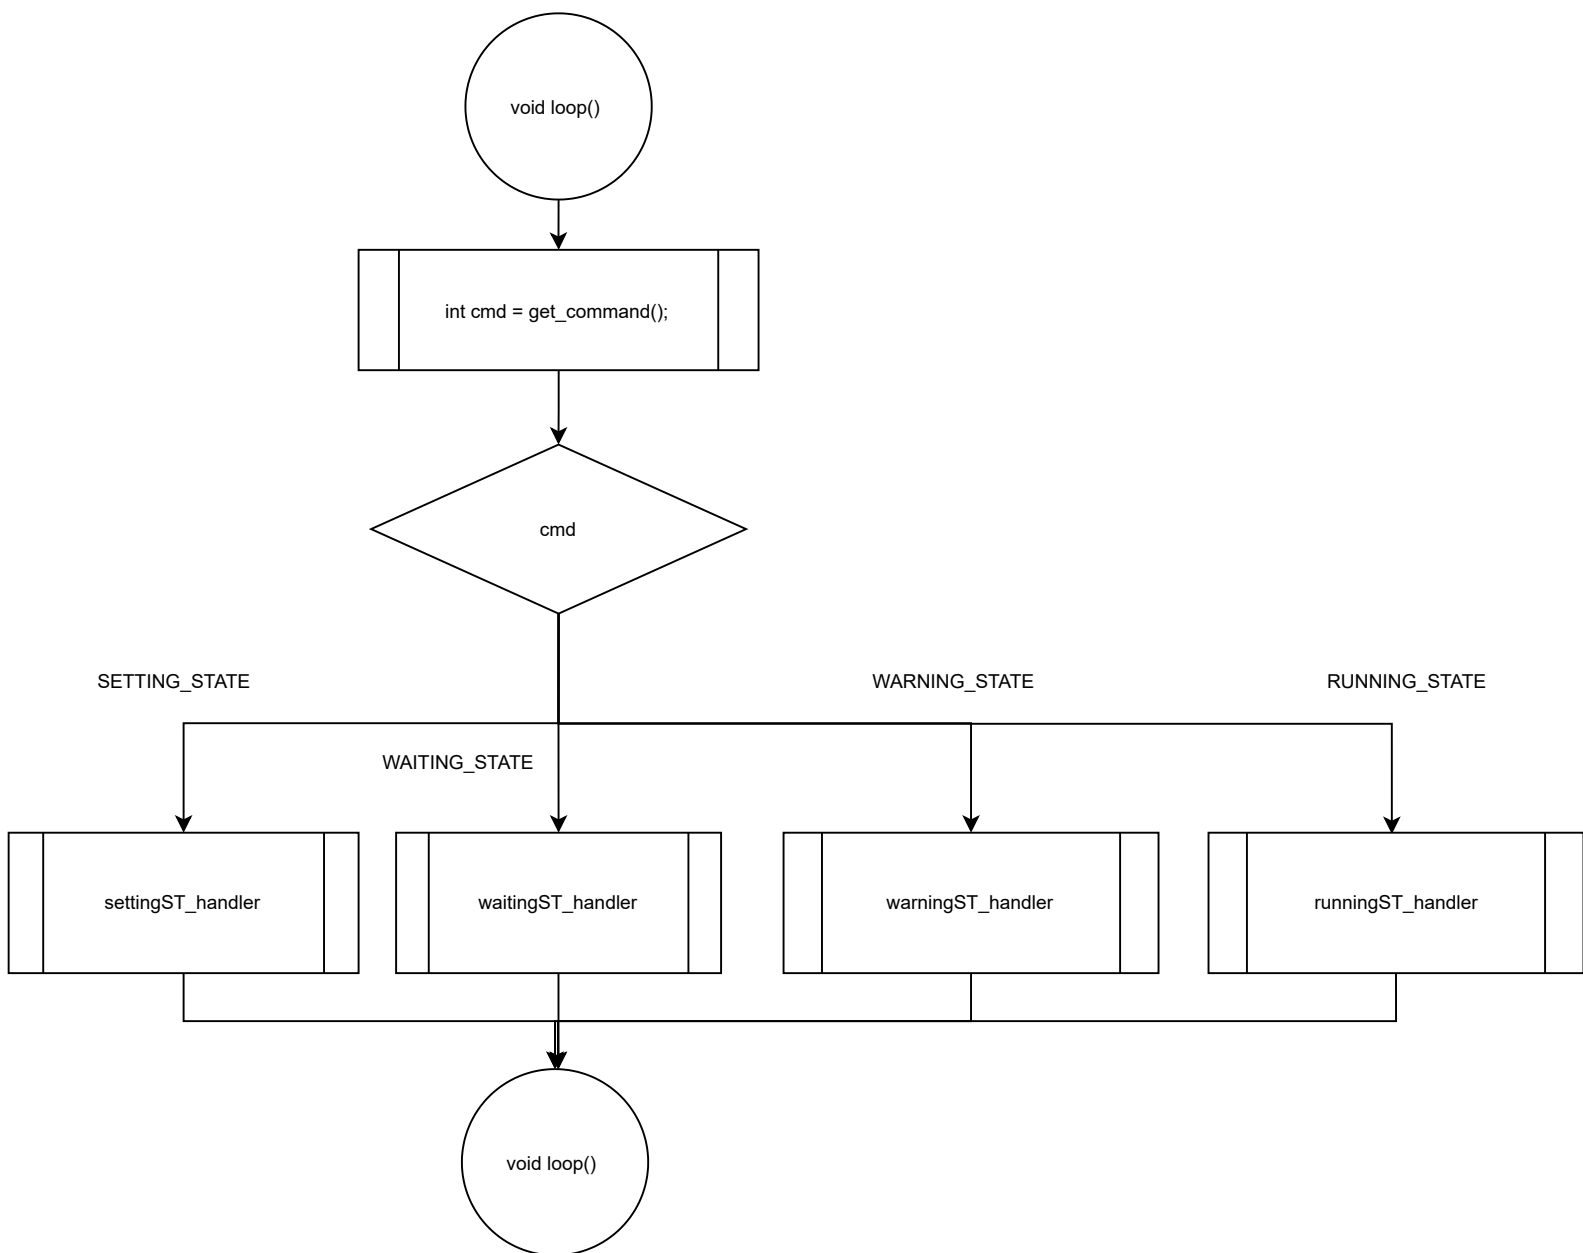 void loop()
int cmd = get_command();
cmd
SETTING_STATE
WARNING_STATE
RUNNING_STATE
WAITING_STATE
settingST_handler
waitingST_handler
warningST_handler
runningST_handler
void loop()